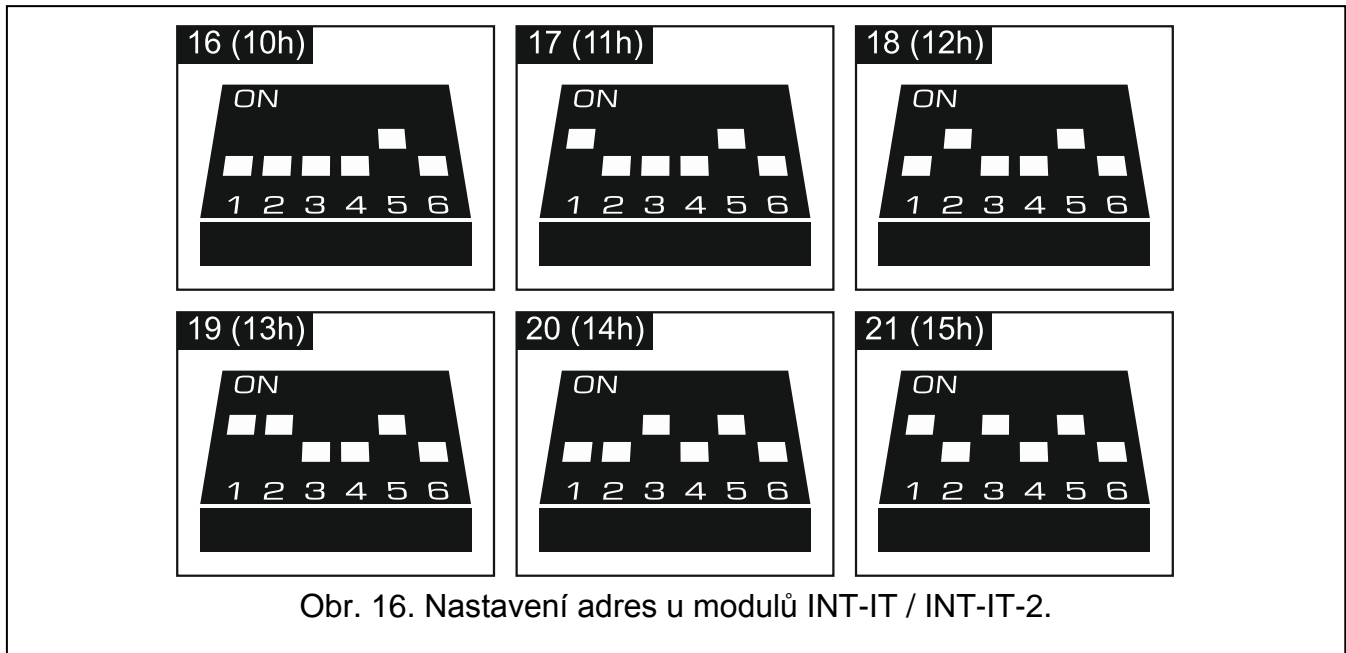 16 (10h)
ON
1 2 3 4 5 6
17 (11h)
ON
1 2 3 4 5 6
18 (12h)
ON
1 2 3 4 5 6
19 (13h)
ON
1 2 3 4 5 6
20 (14h)
ON
1 2 3 4 5 6
21 (15h)
ON
1 2 3 4 5 6
Obr. 16. Nastavení adres u modulů INT-IT / INT-IT-2.